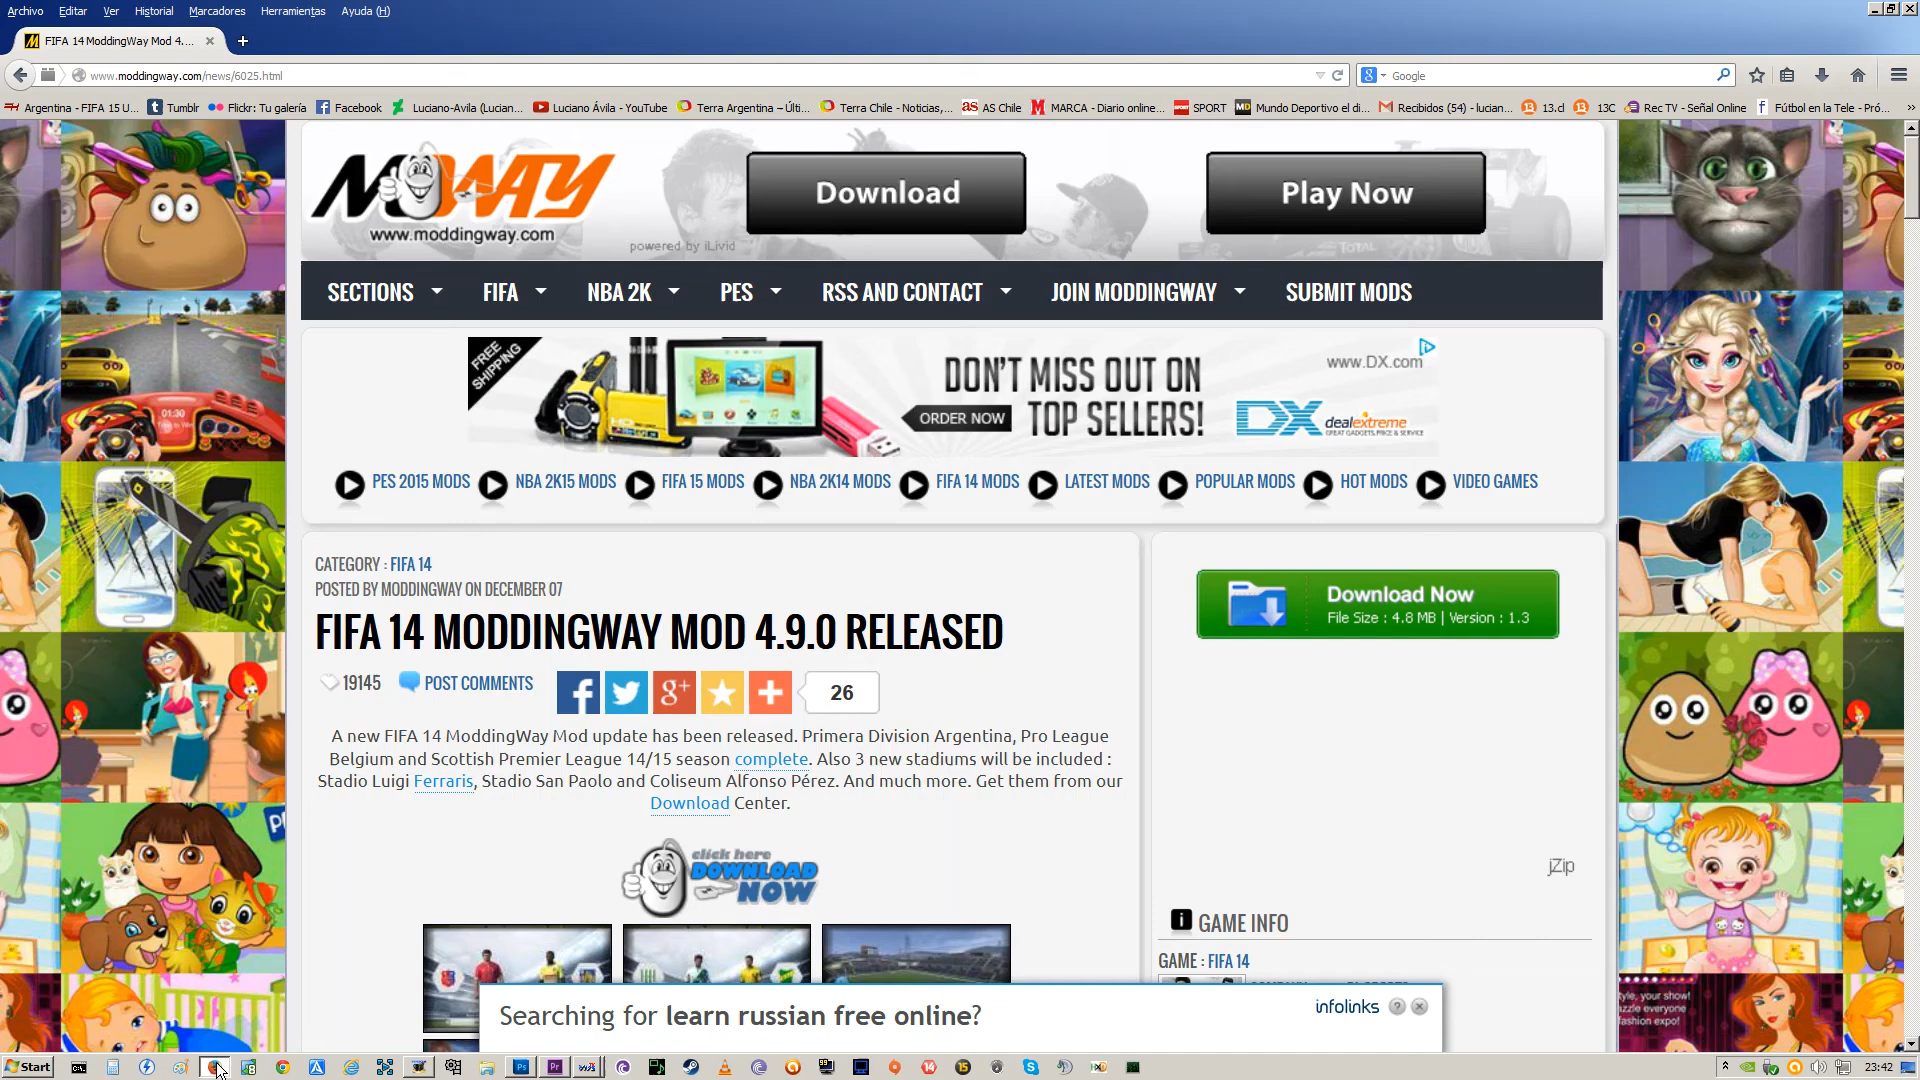 Archivo Editar Ver Historial Marcadores Herramientas Ayuda (H)
FIFA 14 ModdingWay Mod 4....
www.moddingway.com/news/6025.html
Google
Argentina - FIFA 15 U... Tumblr Flickr: Tu galería Facebook Luciano-Avila (Lucian... Luciano Ávila - YouTube Terra Argentina – Últi... Terra Chile - Noticias,... AS Chile MARCA - Diario online... SPORT Mundo Deportivo el di... Recibidos (54) - lucian... 13.cl 13C Rec TV - Señal Online Fútbol en la Tele - Pró...
MODWAY
www.moddingway.com
Download
Play Now
powered by iLivid
SECTIONS FIFA NBA 2K PES RSS AND CONTACT JOIN MODDINGWAY SUBMIT MODS
FREE SHIPPING
DON'T MISS OUT ON
TOP SELLERS!
ORDER NOW
www.DX.com
DX dealextreme
GREAT GADGETS, PRICE & SERVICE
PES 2015 MODS NBA 2K15 MODS FIFA 15 MODS NBA 2K14 MODS FIFA 14 MODS LATEST MODS POPULAR MODS HOT MODS VIDEO GAMES
CATEGORY : FIFA 14
POSTED BY MODDINGWAY ON DECEMBER 07
FIFA 14 MODDINGWAY MOD 4.9.0 RELEASED
19145 POST COMMENTS 26
A new FIFA 14 ModdingWay Mod update has been released. Primera Division Argentina, Pro League
Belgium and Scottish Premier League 14/15 season complete. Also 3 new stadiums will be included :
Stadio Luigi Ferraris, Stadio San Paolo and Coliseum Alfonso Pérez. And much more. Get them from our
Download Center.
click here
DOWNLOAD
NOW
Download Now
File Size : 4.8 MB | Version : 1.3
jZip
GAME INFO
GAME : FIFA 14
Searching for learn russian free online?
infolinks
Start
23:42